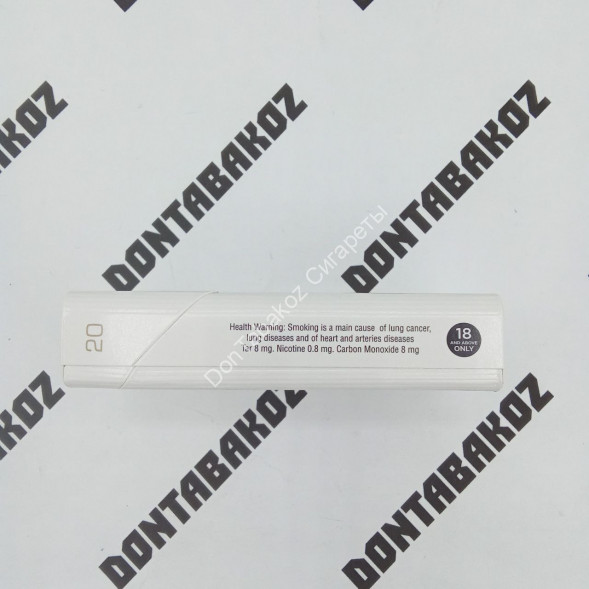 DONTABAKOZ
DONTABAKOZ
DONTABAKOZ
DONTABAKOZ
20
Health Warning: Smoking is a main cause of lung cancer,
lung diseases and of heart and arteries diseases
Tar 8 mg. Nicotine 0.8 mg. Carbon Monoxide 8 mg
18
AND ABOVE
ONLY
DonTabakoz Сигареты
DONTABAKOZ
DONTABAKOZ
DONTABAKOZ